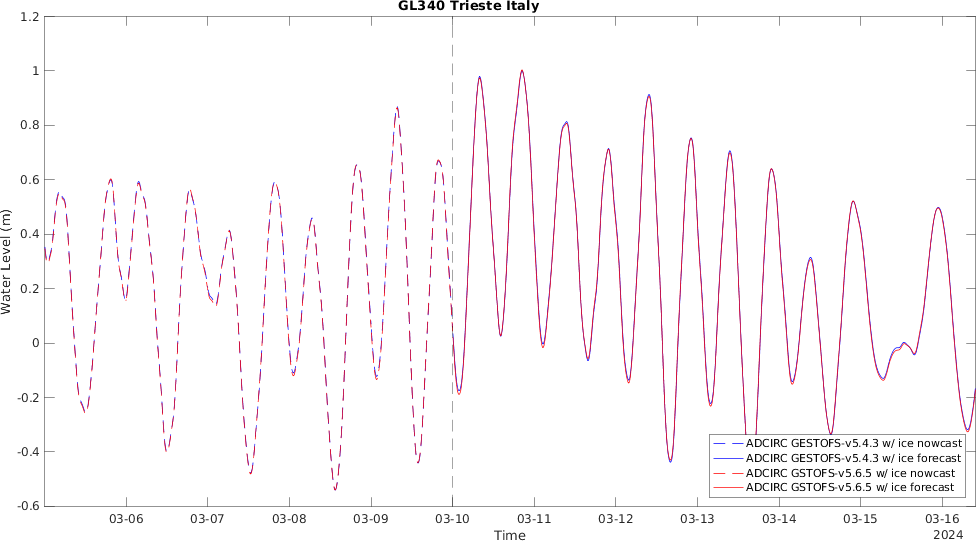 GL340 Trieste Italy
1.2
1
0.8
0.6
0.4
0.2
0
-0.2
-0.4
-0.6
Water Level (m)
ADCIRC GESTOFS-v5.4.3 w/ ice nowcast
ADCIRC GESTOFS-v5.4.3 w/ ice forecast
ADCIRC GSTOFS-v5.6.5 w/ ice nowcast
ADCIRC GSTOFS-v5.6.5 w/ ice forecast
03-06 03-07 03-08 03-09 03-10 03-11 03-12 03-13 03-14 03-15 03-16
Time
2024